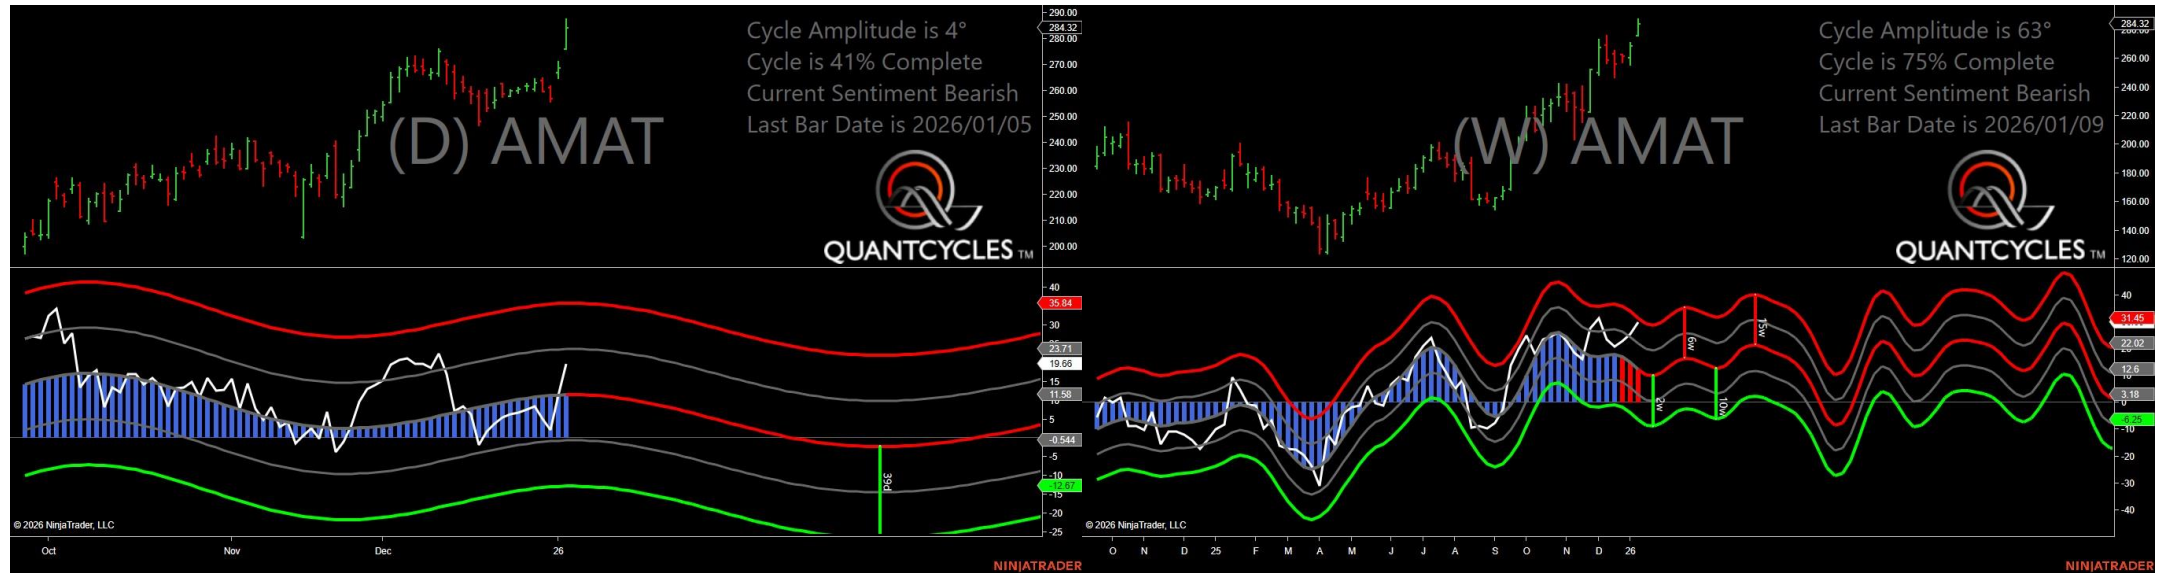 Cycle Amplitude is 4°
Cycle is 41% Complete
Current Sentiment Bearish
Last Bar Date is 2026/01/05
(D) AMAT
QUANTCYCLES TM
290.00
284.32
280.00
270.00
260.00
250.00
240.00
230.00
220.00
210.00
200.00
40
35.84
30
23.71
19.66
15
11.58
5
-0.544
-5
-10
-12.67
-15
-20
-25
39d
© 2026 NinjaTrader, LLC
Oct Nov Dec 26
NINJATRADER
Cycle Amplitude is 63°
Cycle is 75% Complete
Current Sentiment Bearish
Last Bar Date is 2026/01/09
(W) AMAT
QUANTCYCLES TM
284.32
280.00
260.00
240.00
220.00
200.00
180.00
160.00
140.00
120.00
40
31.45
22.02
12.6
3.18
0
-6.25
-10
-20
-30
-40
2w
6w
10w
15w
© 2026 NinjaTrader, LLC
O N D 25 F M A M J J A S O N D 26
NINJATRADER